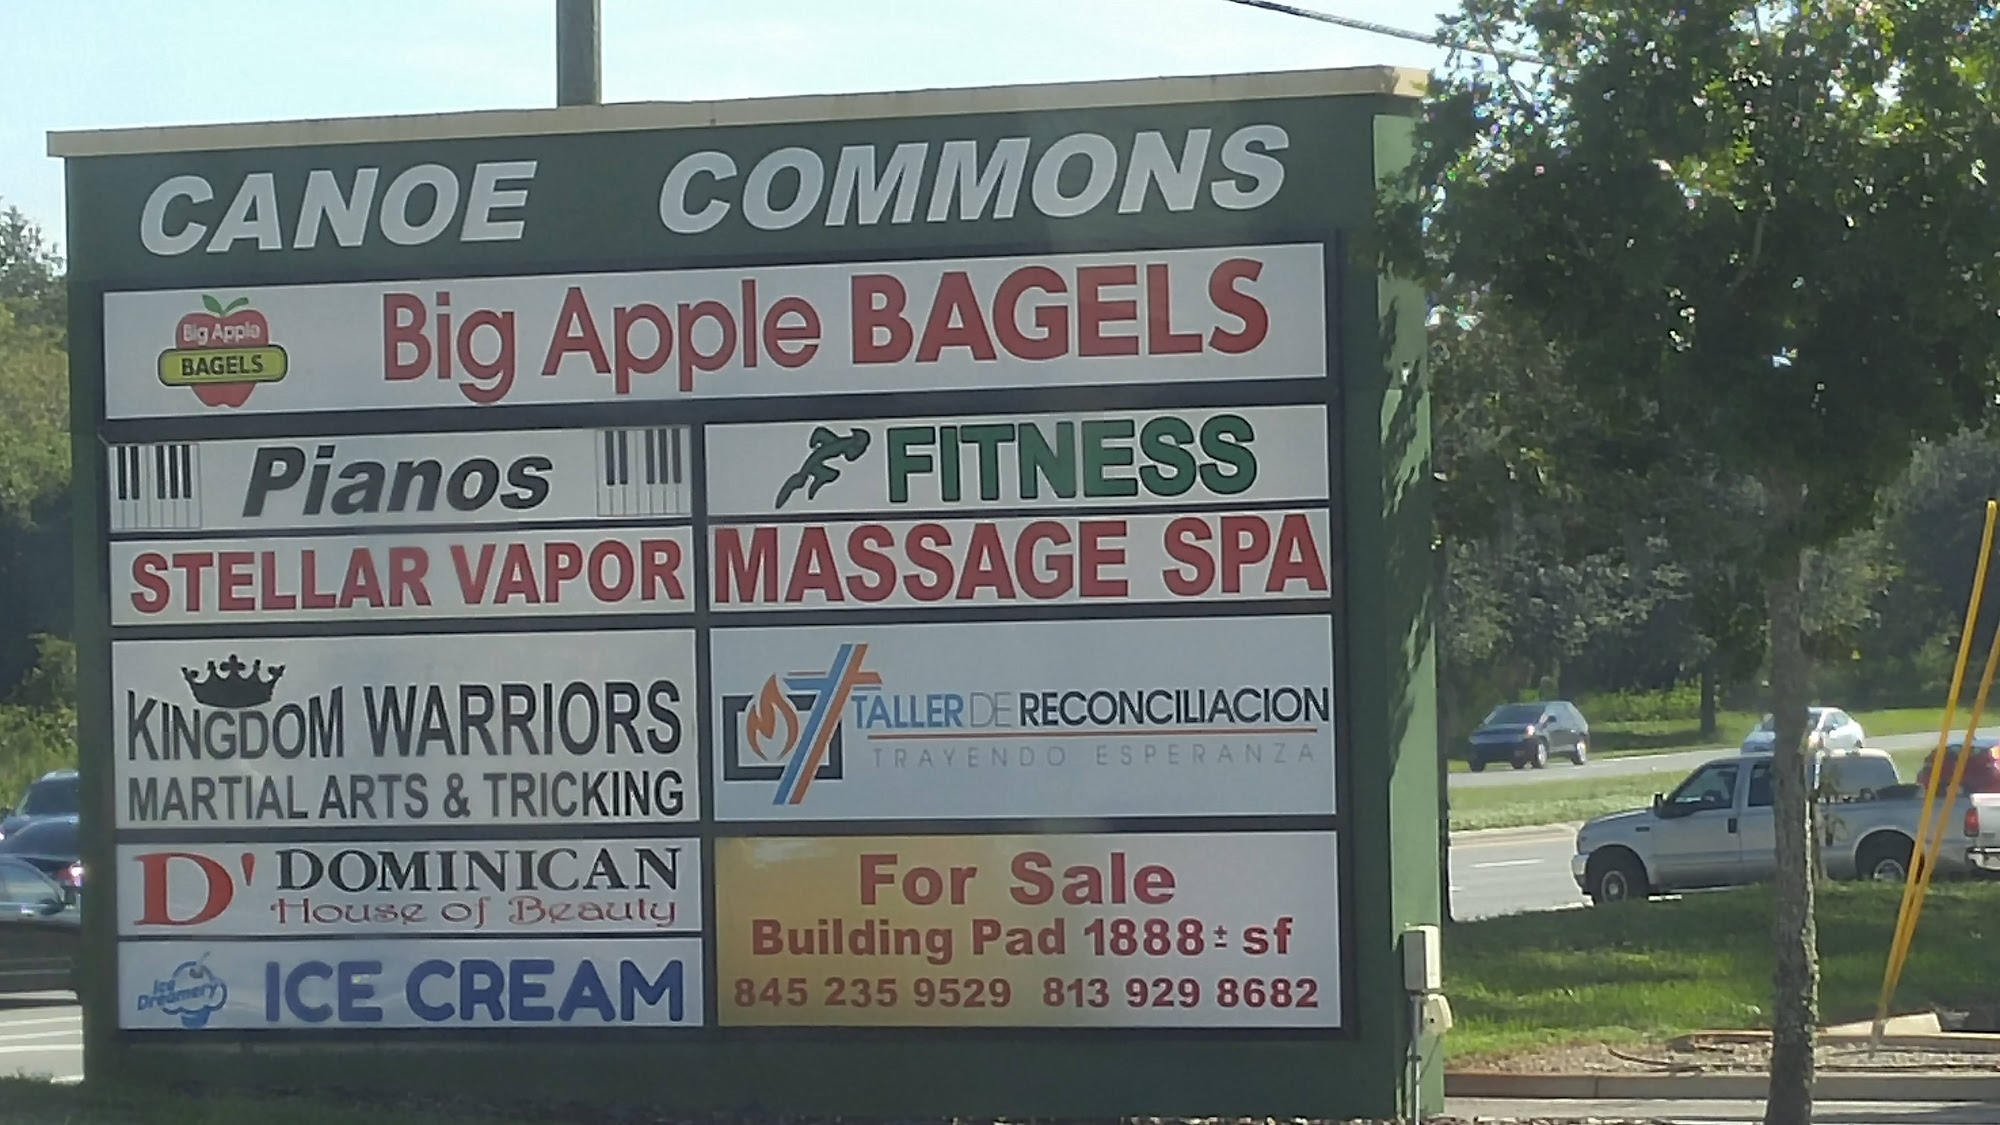 CANOE COMMONS
Big Apple
BAGELS
Big Apple BAGELS
Pianos
FITNESS
STELLAR VAPOR
MASSAGE SPA
KINGDOM WARRIORS
MARTIAL ARTS & TRICKING
TALLER DE RECONCILIACION
TRAYENDO ESPERANZA
D' DOMINICAN
House of Beauty
For Sale
Building Pad 1888± sf
845 235 9529 813 929 8682
Ice
Dreamery
ICE CREAM